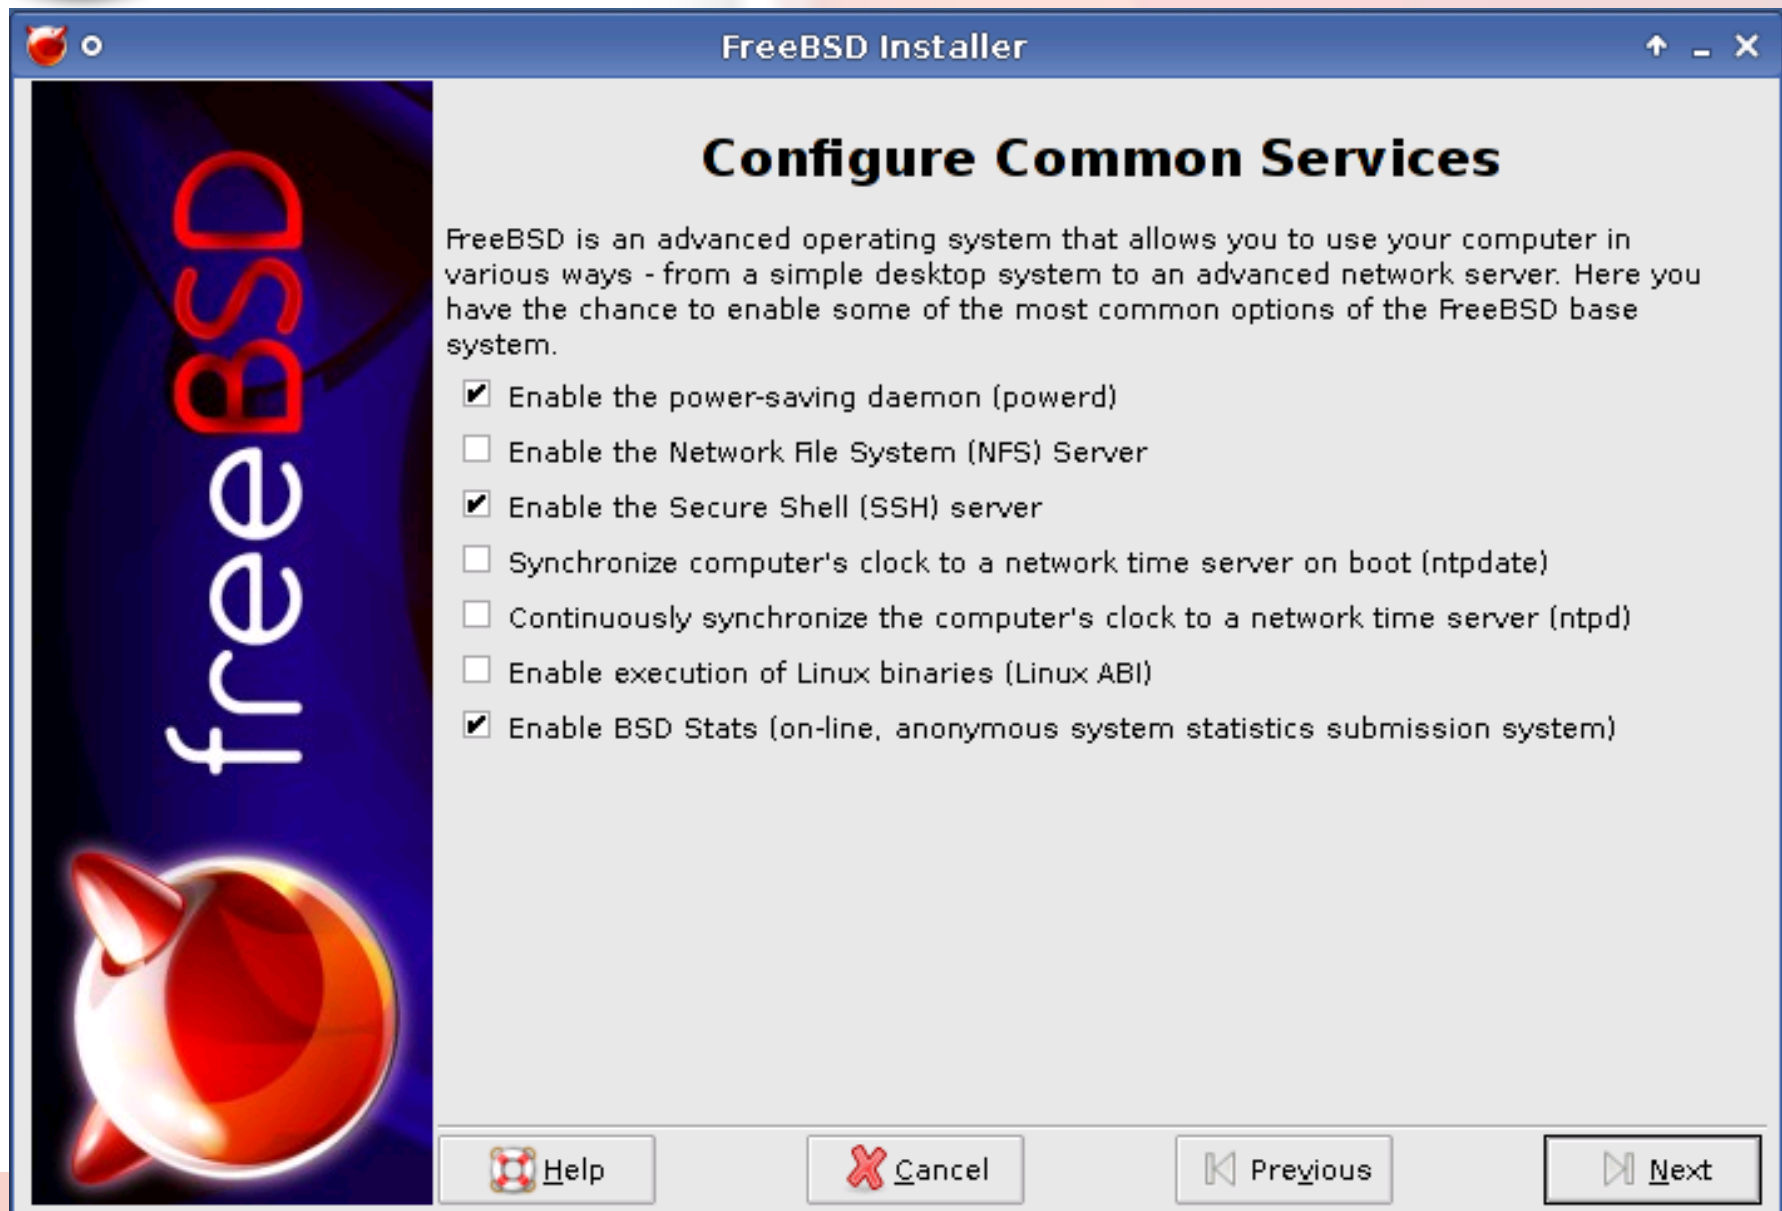 FreeBSD Installer
freeBSD
Configure Common Services
FreeBSD is an advanced operating system that allows you to use your computer in
various ways - from a simple desktop system to an advanced network server. Here you
have the chance to enable some of the most common options of the FreeBSD base
system.
Enable the power-saving daemon (powerd)
Enable the Network File System (NFS) Server
Enable the Secure Shell (SSH) server
Synchronize computer's clock to a network time server on boot (ntpdate)
Continuously synchronize the computer's clock to a network time server (ntpd)
Enable execution of Linux binaries (Linux ABI)
Enable BSD Stats (on-line, anonymous system statistics submission system)
Help
Cancel
Previous
Next